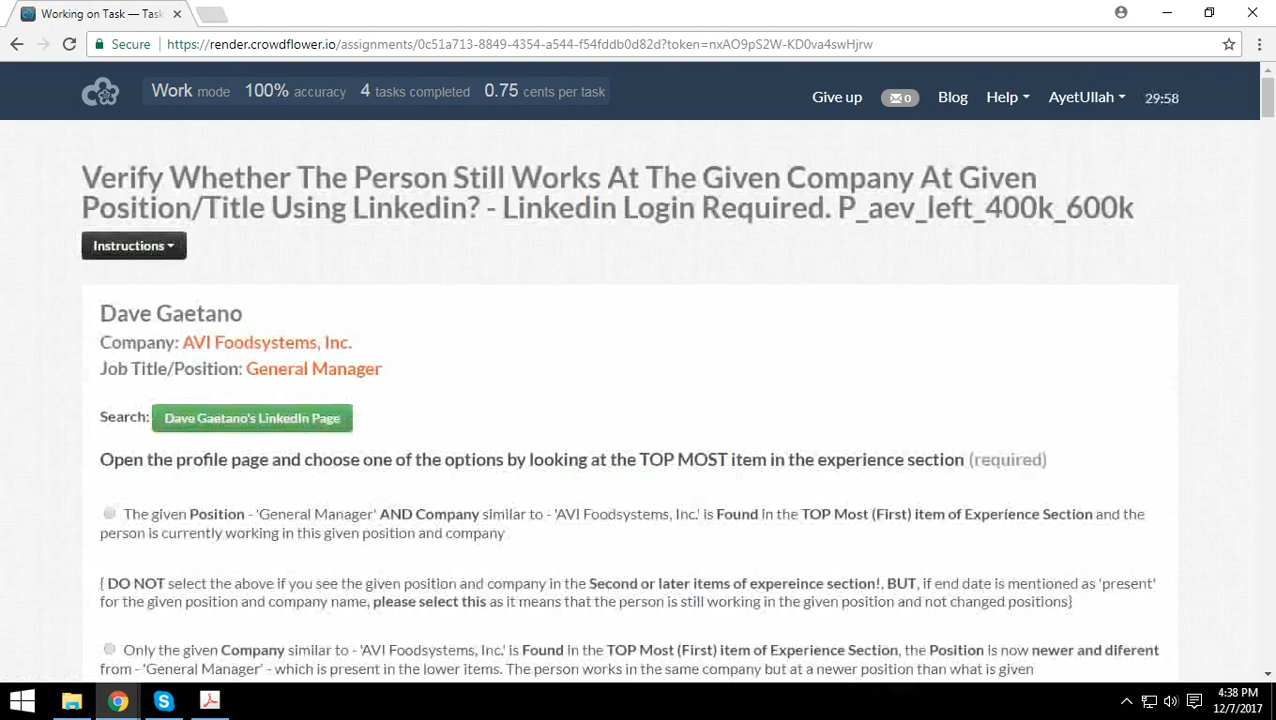 Working on Task — Task
Secure
https://render.crowdflower.io/assignments/0c51a713-8849-4354-a544-f54fddb0d82d?token=nxAO9pS2W-KD0va4swHjrw
Work mode 100% accuracy 4 tasks completed 0.75 cents per task
Give up 0 Blog Help AyetUllah 29:58
Verify Whether The Person Still Works At The Given Company At Given
Position/Title Using Linkedin? - Linkedin Login Required. P_aev_left_400k_600k
Instructions
Dave Gaetano
Company: AVI Foodsystems, Inc.
Job Title/Position: General Manager
Search: Dave Gaetano's LinkedIn Page
Open the profile page and choose one of the options by looking at the TOP MOST item in the experience section (required)
The given Position - 'General Manager' AND Company similar to - 'AVI Foodsystems, Inc.' is Found in the TOP Most (First) item of Experience Section and the
person is currently working in this given position and company
{ DO NOT select the above if you see the given position and company in the Second or later items of expereince section!, BUT, if end date is mentioned as 'present'
for the given position and company name, please select this as it means that the person is still working in the given position and not changed positions}
Only the given Company similar to - 'AVI Foodsystems, Inc.' is Found in the TOP Most (First) item of Experience Section, the Position is now newer and diferent
from - 'General Manager' - which is present in the lower items. The person works in the same company but at a newer position than what is given
4:38 PM
12/7/2017